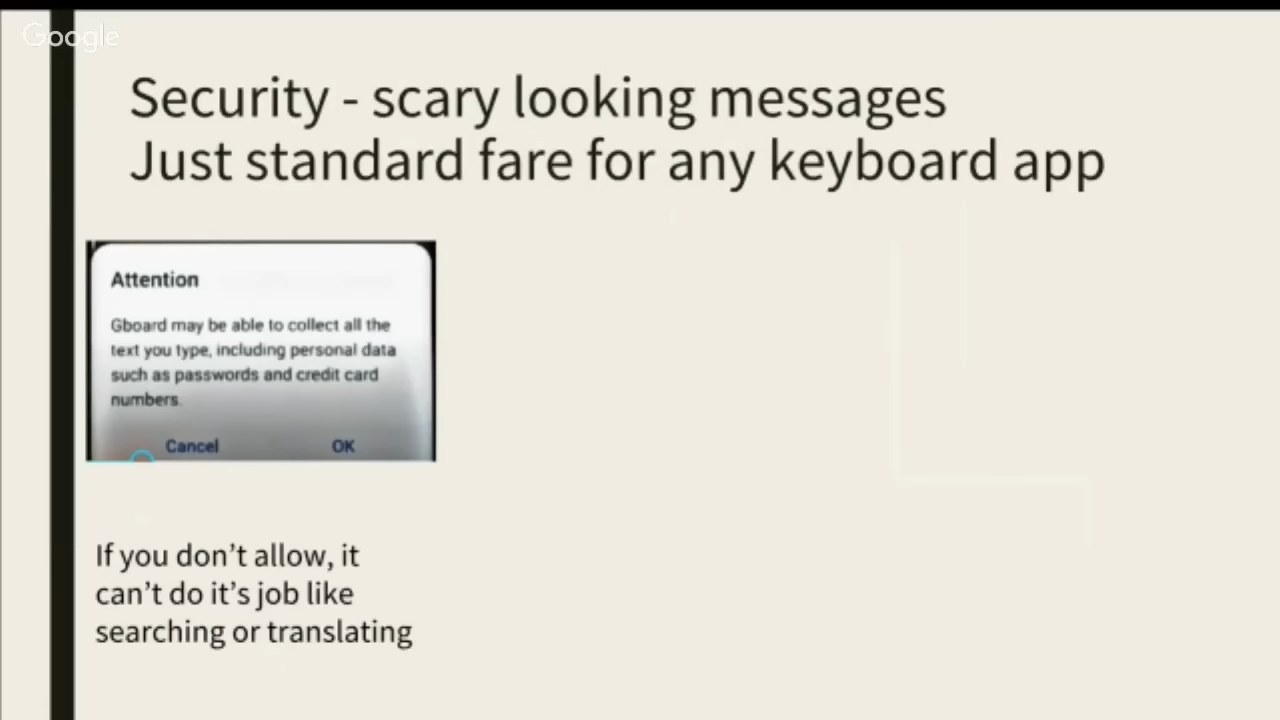 Google
Security - scary looking messages
Just standard fare for any keyboard app
Attention
Gboard may be able to collect all the
text you type, including personal data
such as passwords and credit card
numbers.
Cancel OK
If you don’t allow, it
can’t do it’s job like
searching or translating